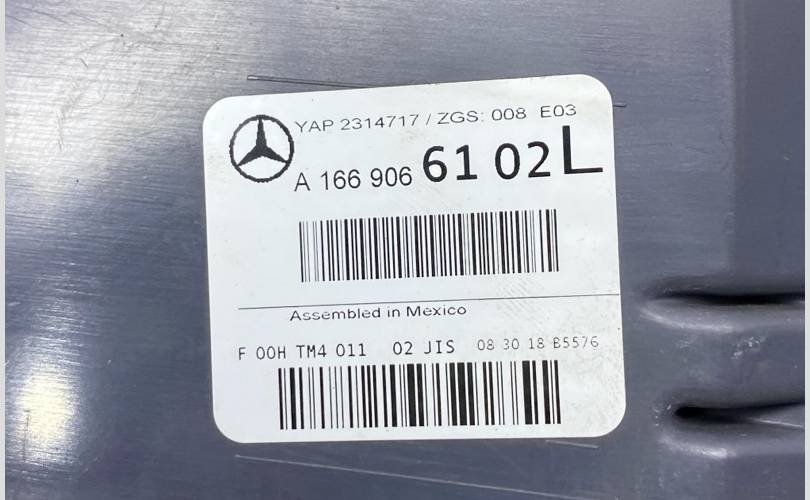 YAP 2314717 / ZGS: 008 E03
A 166 906 61 02 L
Assembled in Mexico
F 00H TM4 011 02 JIS 08 30 18 B5576